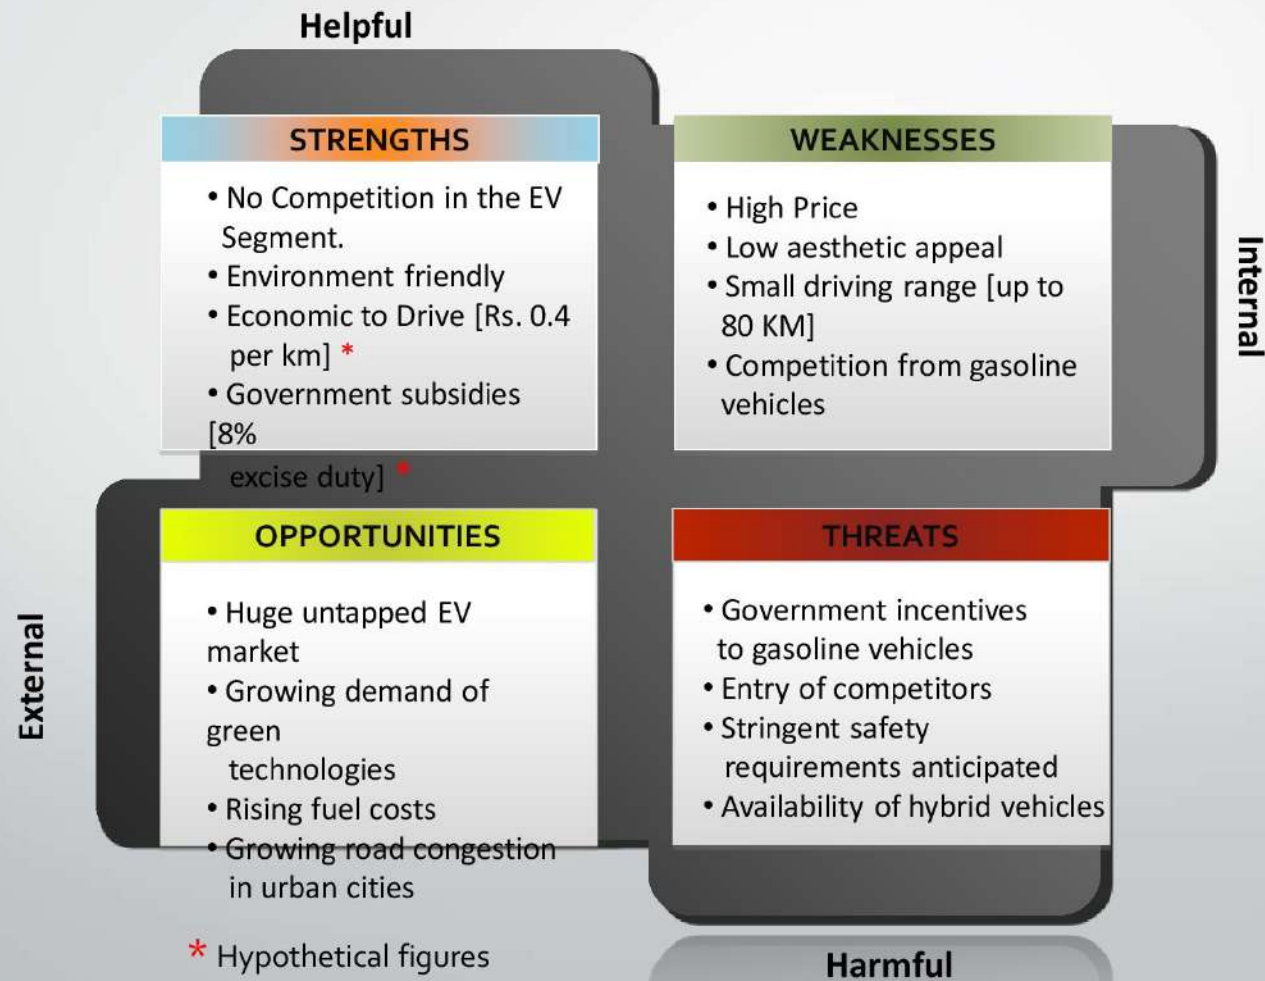 Helpful
STRENGTHS
• No Competition in the EV
Segment.
• Environment friendly
• Economic to Drive [Rs. 0.4
per km] *
• Government subsidies
[8%
excise duty] *
WEAKNESSES
• High Price
• Low aesthetic appeal
• Small driving range [up to
80 KM]
• Competition from gasoline
vehicles
Internal
External
OPPORTUNITIES
• Huge untapped EV
market
• Growing demand of
green
technologies
• Rising fuel costs
• Growing road congestion
in urban cities
THREATS
• Government incentives
to gasoline vehicles
• Entry of competitors
• Stringent safety
requirements anticipated
• Availability of hybrid vehicles
* Hypothetical figures
Harmful